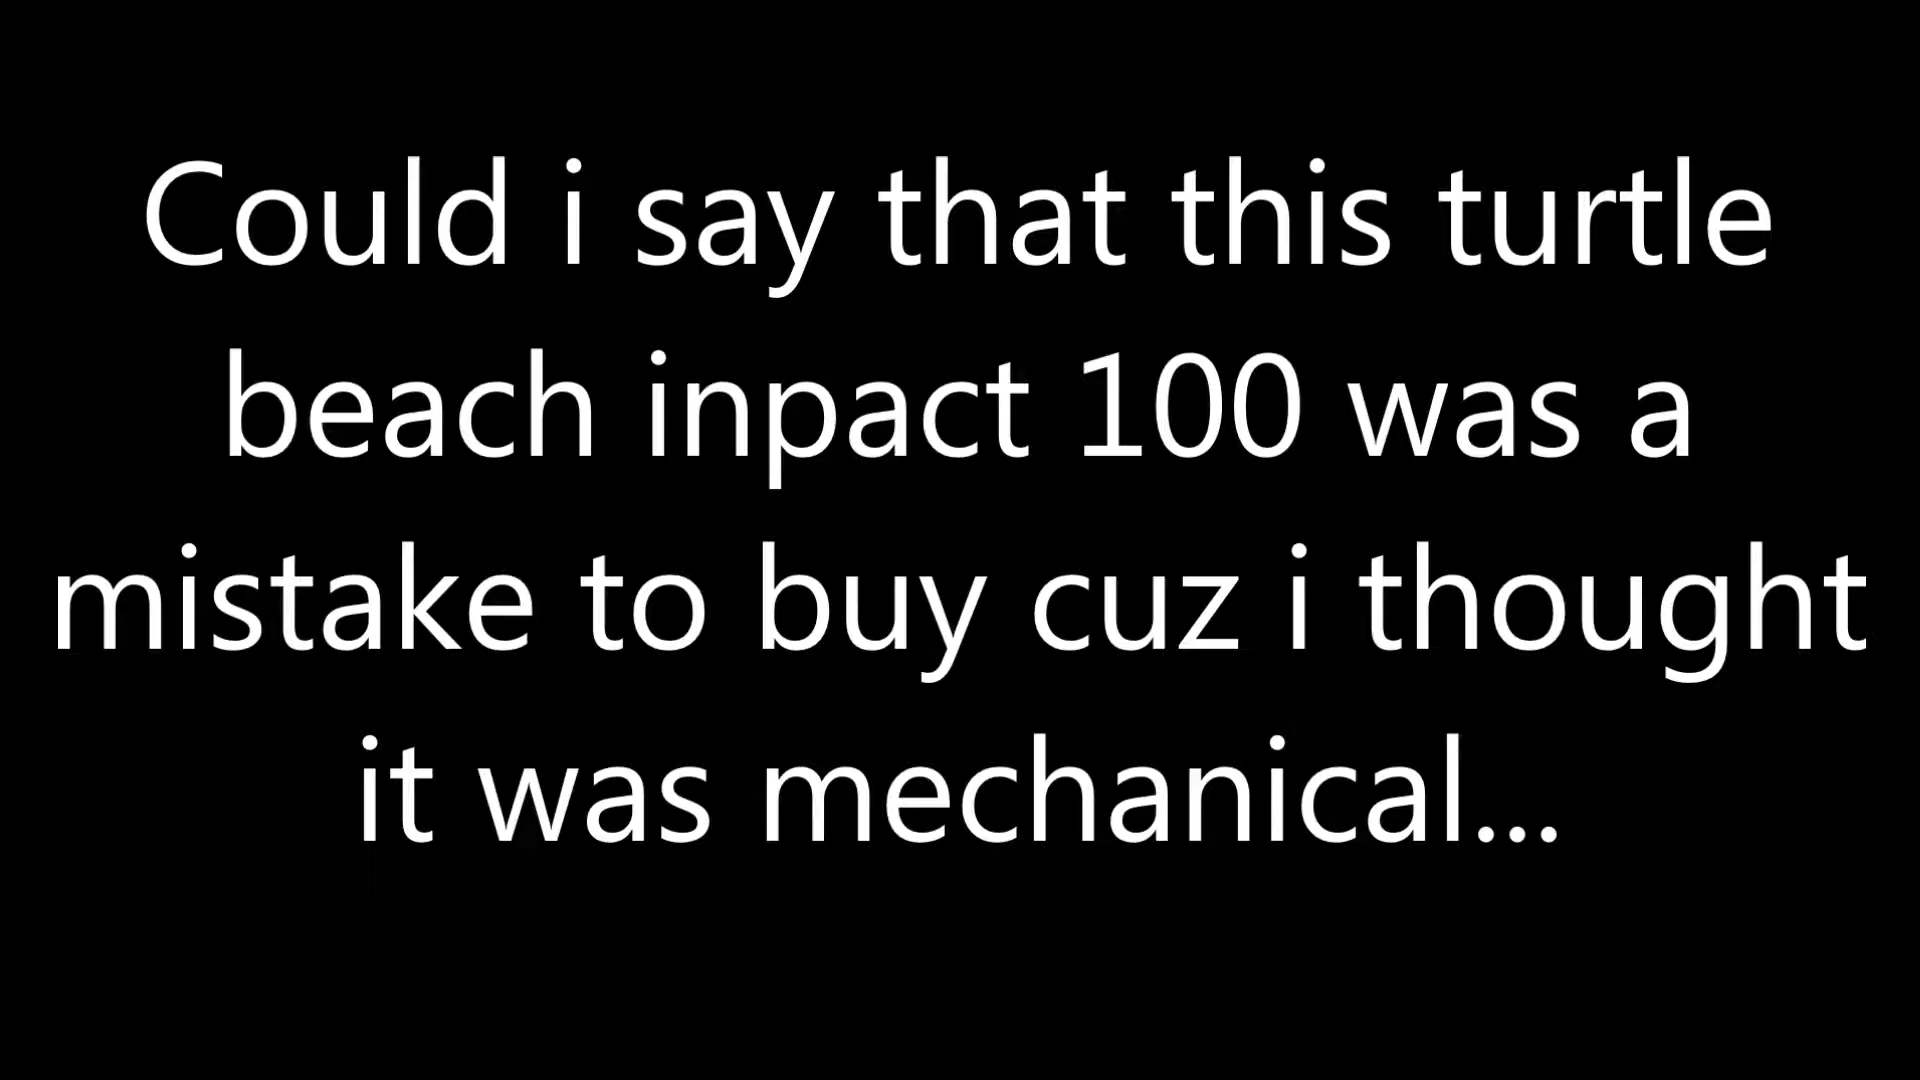 Could i say that this turtle
beach inpact 100 was a
mistake to buy cuz i thought
it was mechanical...